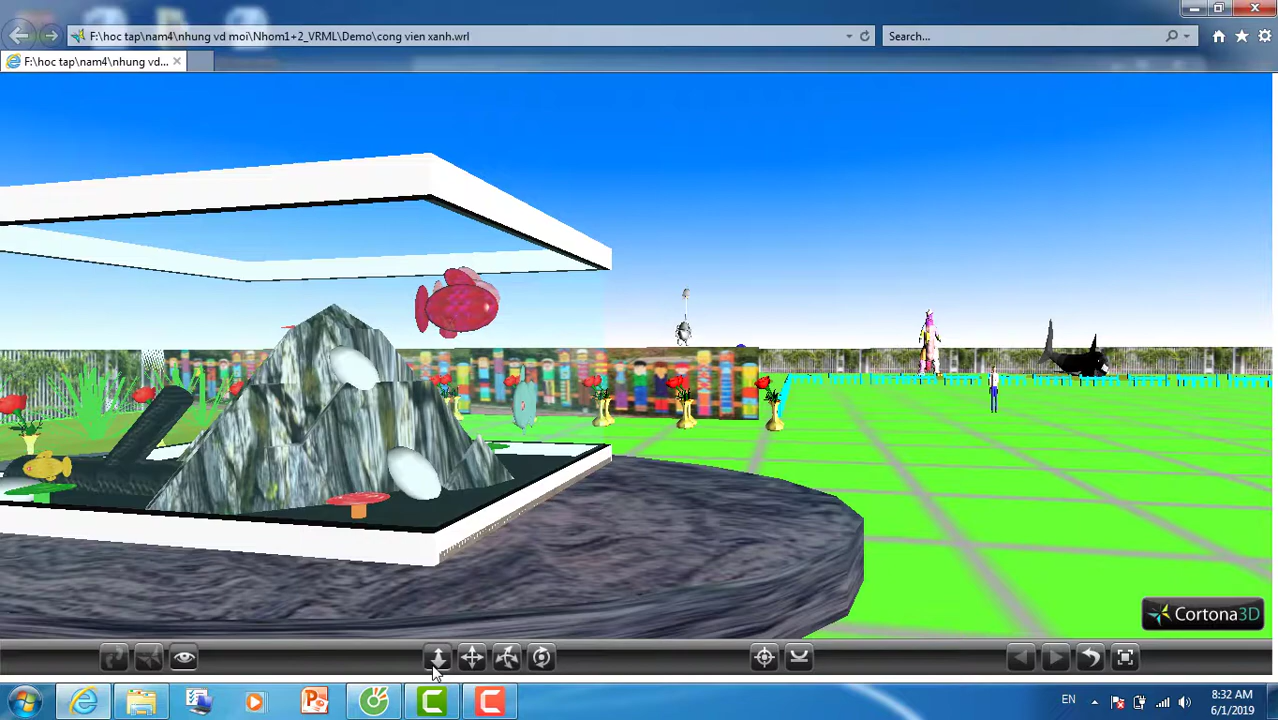 F:\hoc tap\nam4\nhung vd moi\Nhom1+2_VRML\Demo\cong vien xanh.wrl
Search...
F:\hoc tap\nam4\nhung vd...
Cortona3D
EN
8:32 AM
6/1/2019